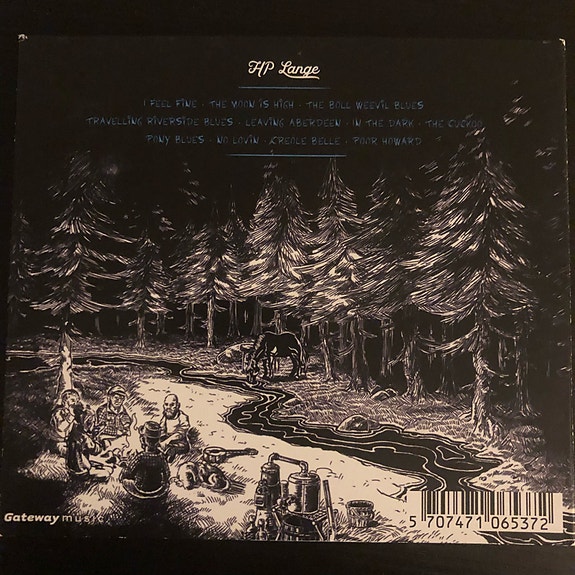 HP Lange
I FEEL FINE · THE MOON IS HIGH · THE BOLL WEEVIL BLUES
TRAVELLING RIVERSIDE BLUES · LEAVING ABERDEEN · IN THE DARK · THE CUCKOO
PONY BLUES · NO LOVIN · CREOLE BELLE · POOR HOWARD
Gateway music
5 707471 065372